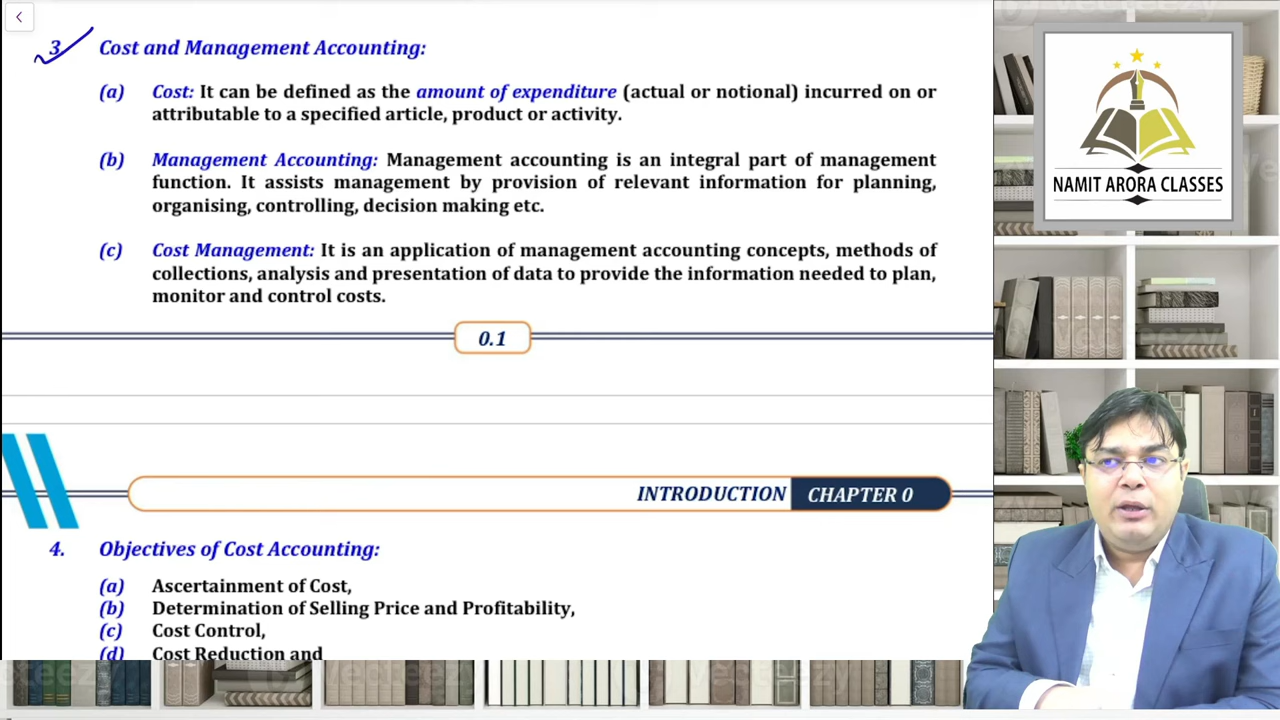 3
Cost and Management Accounting:
(a) Cost: It can be defined as the amount of expenditure (actual or notional) incurred on or
attributable to a specified article, product or activity.
(b) Management Accounting: Management accounting is an integral part of management
function. It assists management by provision of relevant information for planning,
organising, controlling, decision making etc.
(c) Cost Management: It is an application of management accounting concepts, methods of
collections, analysis and presentation of data to provide the information needed to plan,
monitor and control costs.
0.1
INTRODUCTION CHAPTER 0
4. Objectives of Cost Accounting:
(a) Ascertainment of Cost,
(b) Determination of Selling Price and Profitability,
(c) Cost Control,
(d) Cost Reduction and
NAMIT ARORA CLASSES